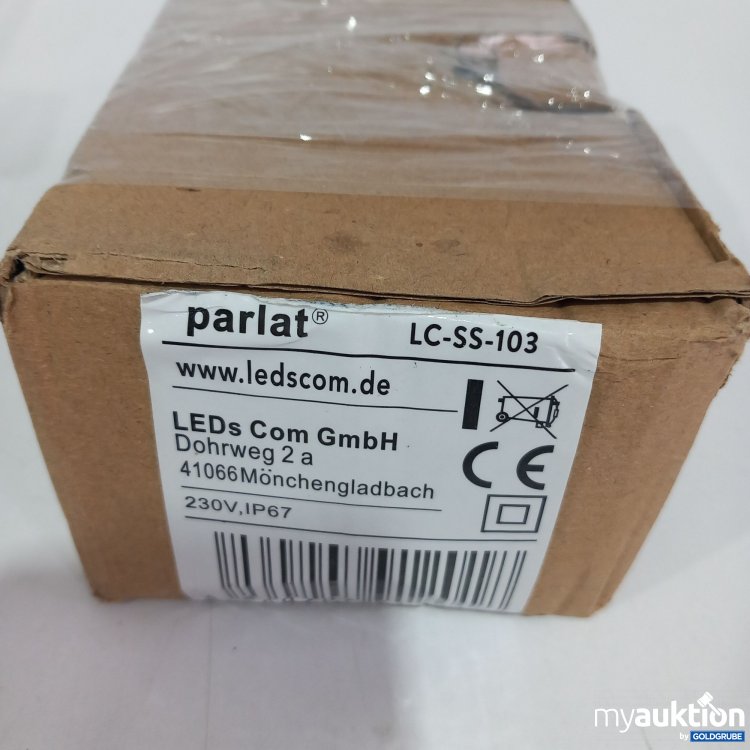 parlat®
LC-SS-103
www.ledscom.de
LEDs Com GmbH
Dohrweg 2 a
41066Mönchengladbach
230V,IP67
CE
myauktion
by GOLDGRUBE